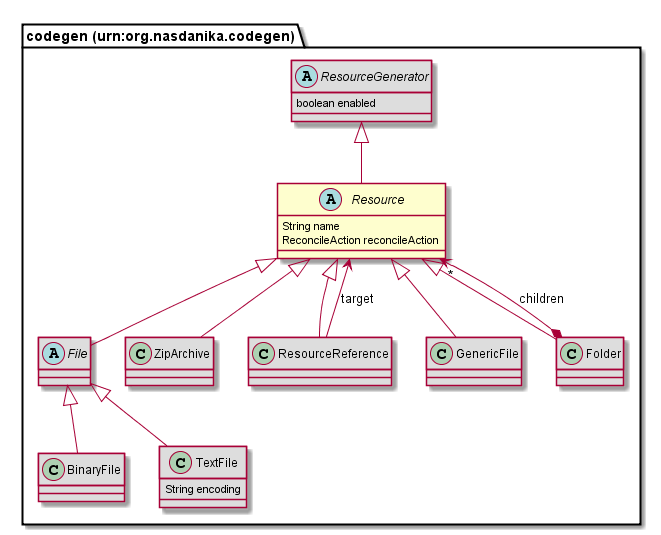 codegen (urn:org.nasdanika.codegen)
A ResourceGenerator
boolean enabled
A Resource
String name
ReconcileAction reconcileAction
*
children
target
A File
C ZipArchive
C ResourceReference
C GenericFile
C Folder
C BinaryFile
C TextFile
String encoding